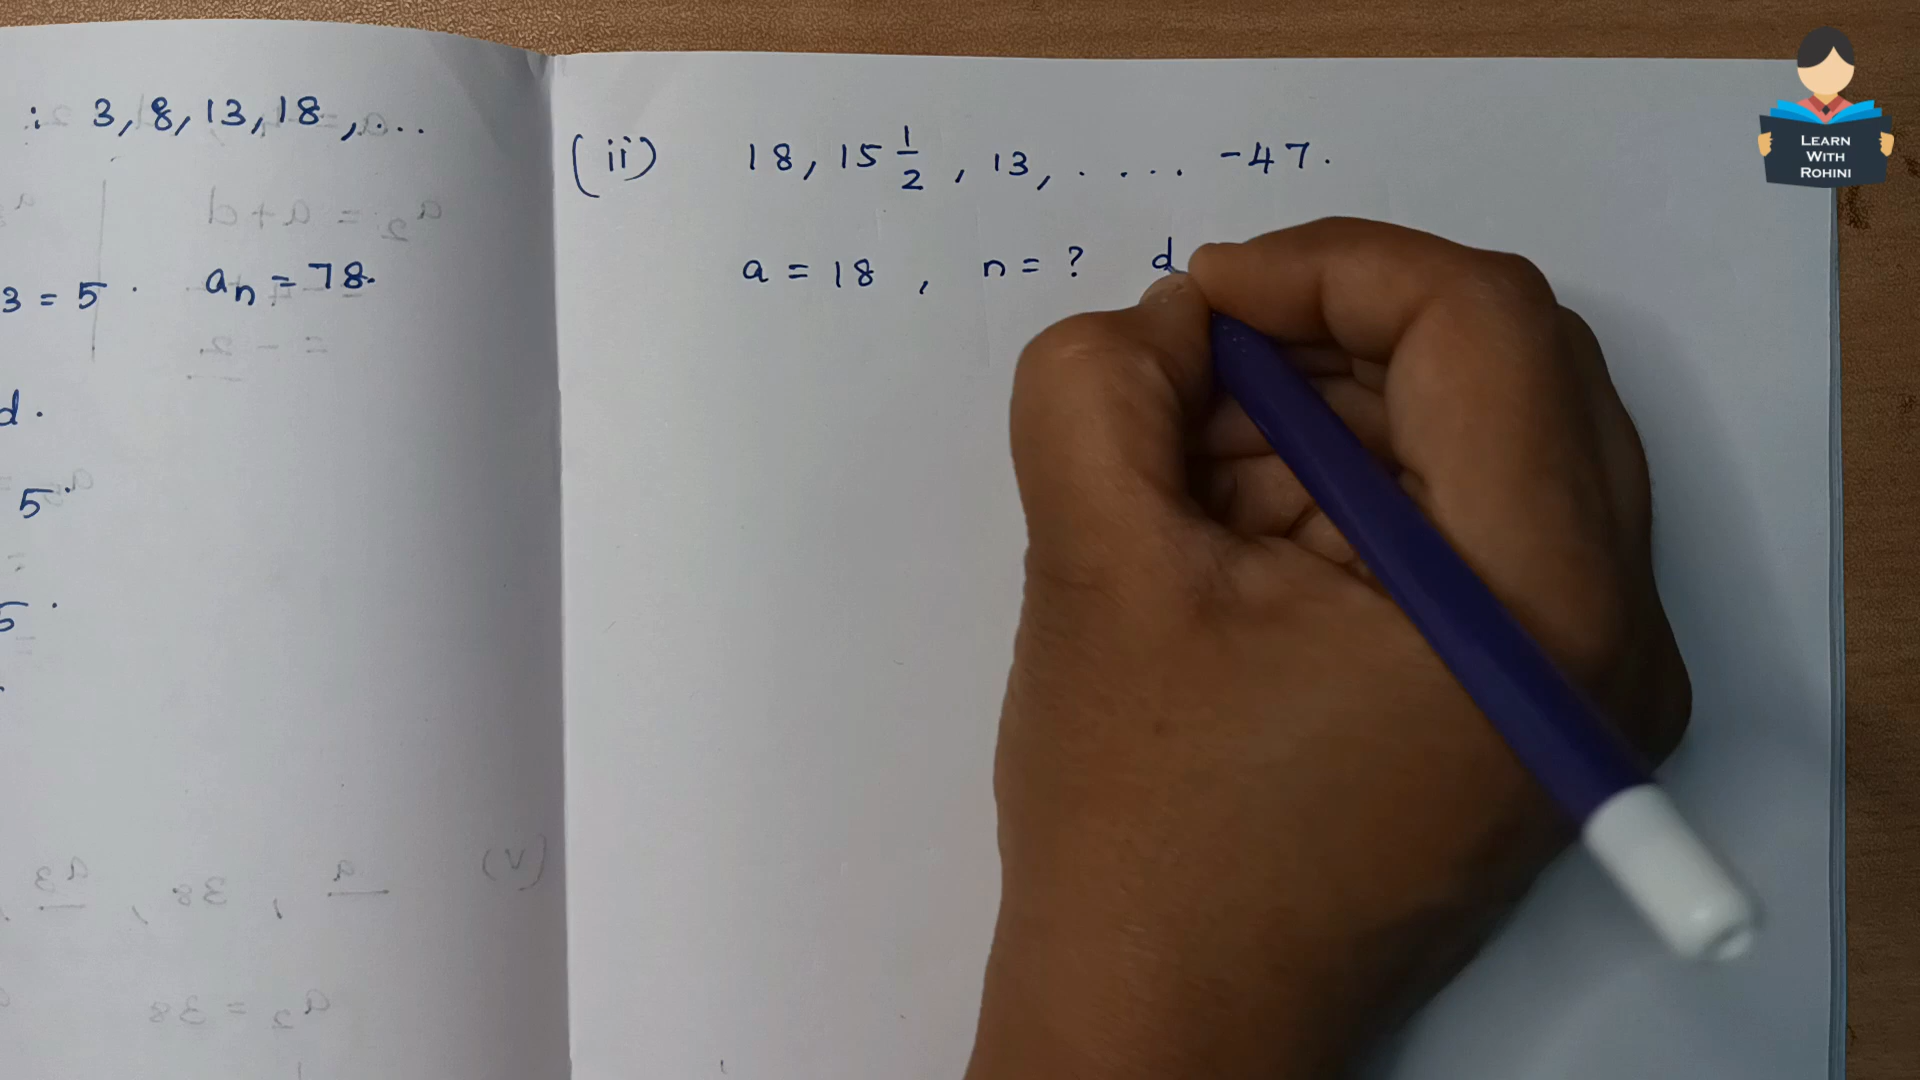 : 3, 8, 13, 18, ...
3 = 5 . aₙ = 78.
d .
5
5 .
(ii) 18, 15 1/2, 13, ..... -47.
a = 18 , n = ? d
LEARN
WITH
ROHINI